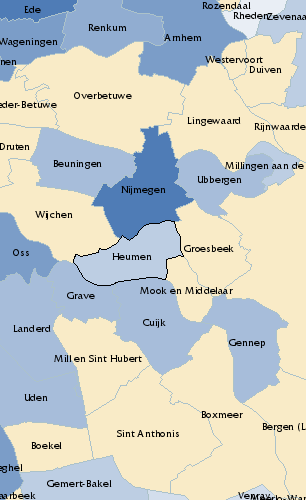 Ede
Rozendaal
Rheden
Zevenaa
Renkum
Arnhem
Wageningen
Westervoort
nen
Duiven
Overbetuwe
eder-Betuwe
Lingewaard
Rijnwaarde
Druten
Beuningen
Millingen aan de
Ubbergen
Nijmegen
Wijchen
Groesbeek
Oss
Heumen
Mook en Middelaar
Grave
Cuijk
Landerd
Gennep
Mill en Sint Hubert
Uden
Boxmeer
Sint Anthonis
Bergen (L
Boekel
eghel
Gemert-Bakel
aarbeek
Venray